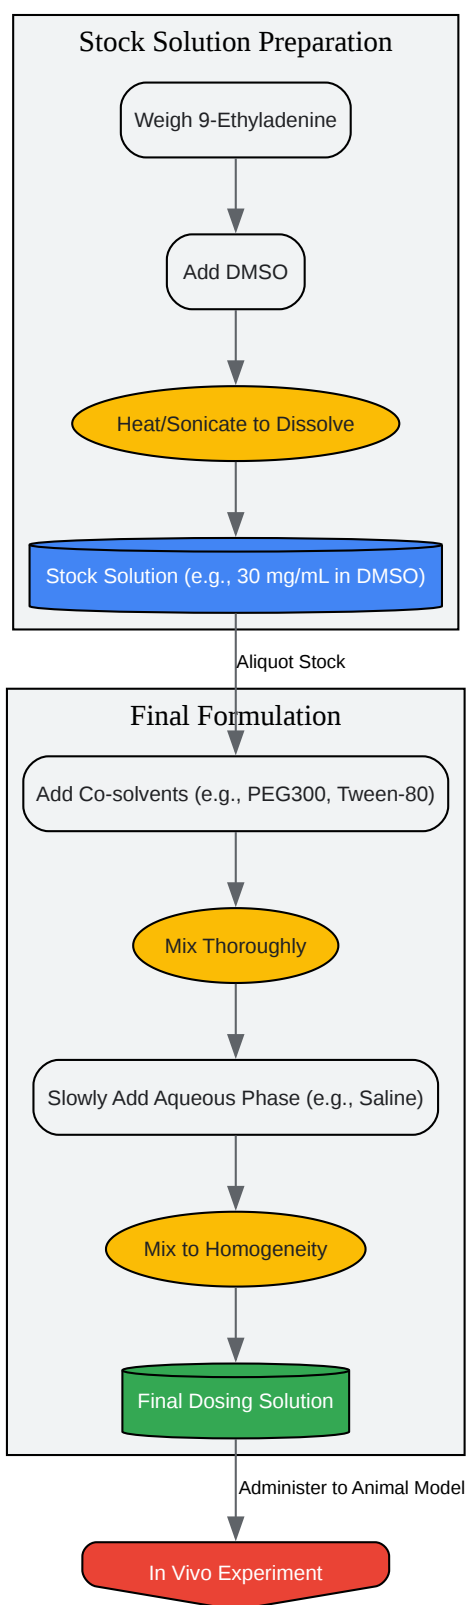 Stock Solution Preparation
Weigh 9-Ethyladenine
Add DMSO
Heat/Sonicate to Dissolve
Stock Solution (e.g., 30 mg/mL in DMSO)
Aliquot Stock
Final Formulation
Add Co-solvents (e.g., PEG300, Tween-80)
Mix Thoroughly
Slowly Add Aqueous Phase (e.g., Saline)
Mix to Homogeneity
Final Dosing Solution
Administer to Animal Model
In Vivo Experiment